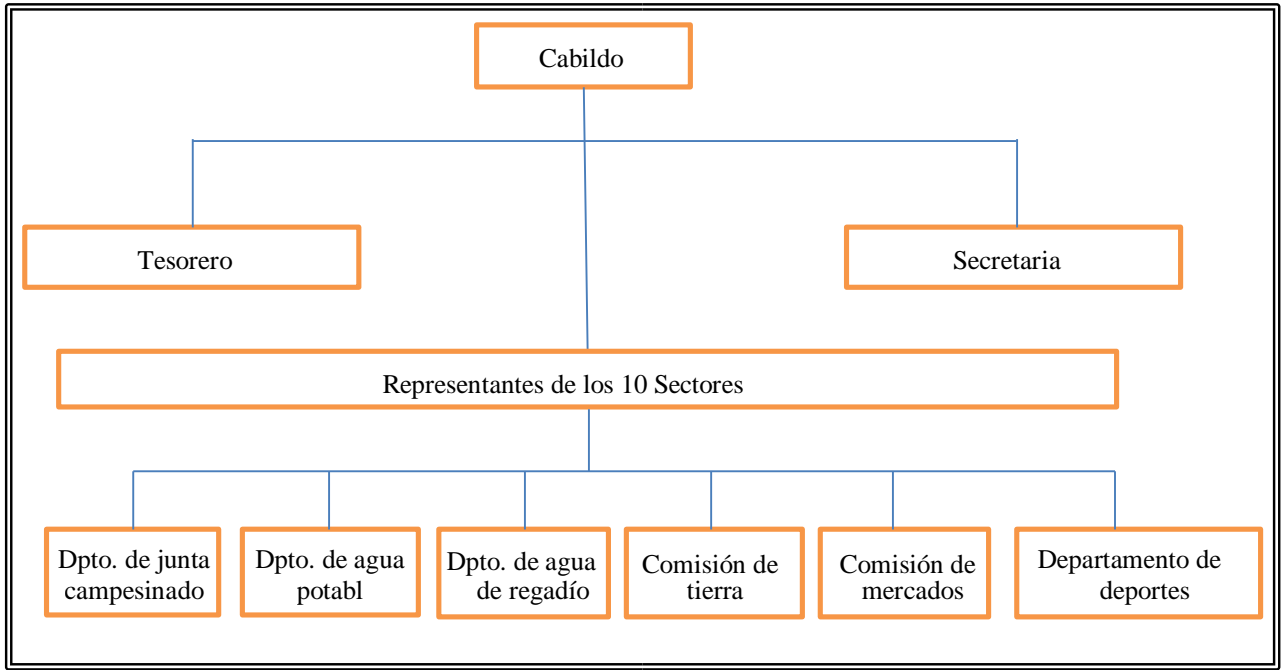 Cabildo
Tesorero
Secretaria
Representantes de los 10 Sectores
Dpto. de junta
campesinado
Dpto. de agua
potabl
Dpto. de agua
de regadío
Comisión de
tierra
Comisión de
mercados
Departamento de
deportes